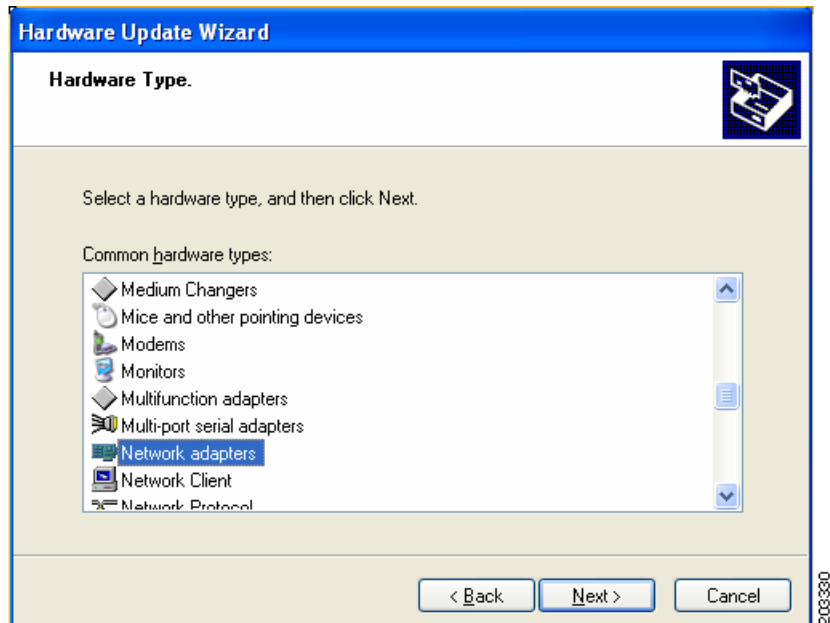 Hardware Update Wizard
Hardware Type.
Select a hardware type, and then click Next.
Common hardware types:
Medium Changers
Mice and other pointing devices
Modems
Monitors
Multifunction adapters
Multi-port serial adapters
Network adapters
Network Client
Network Protocol
< Back
Next >
Cancel
203330